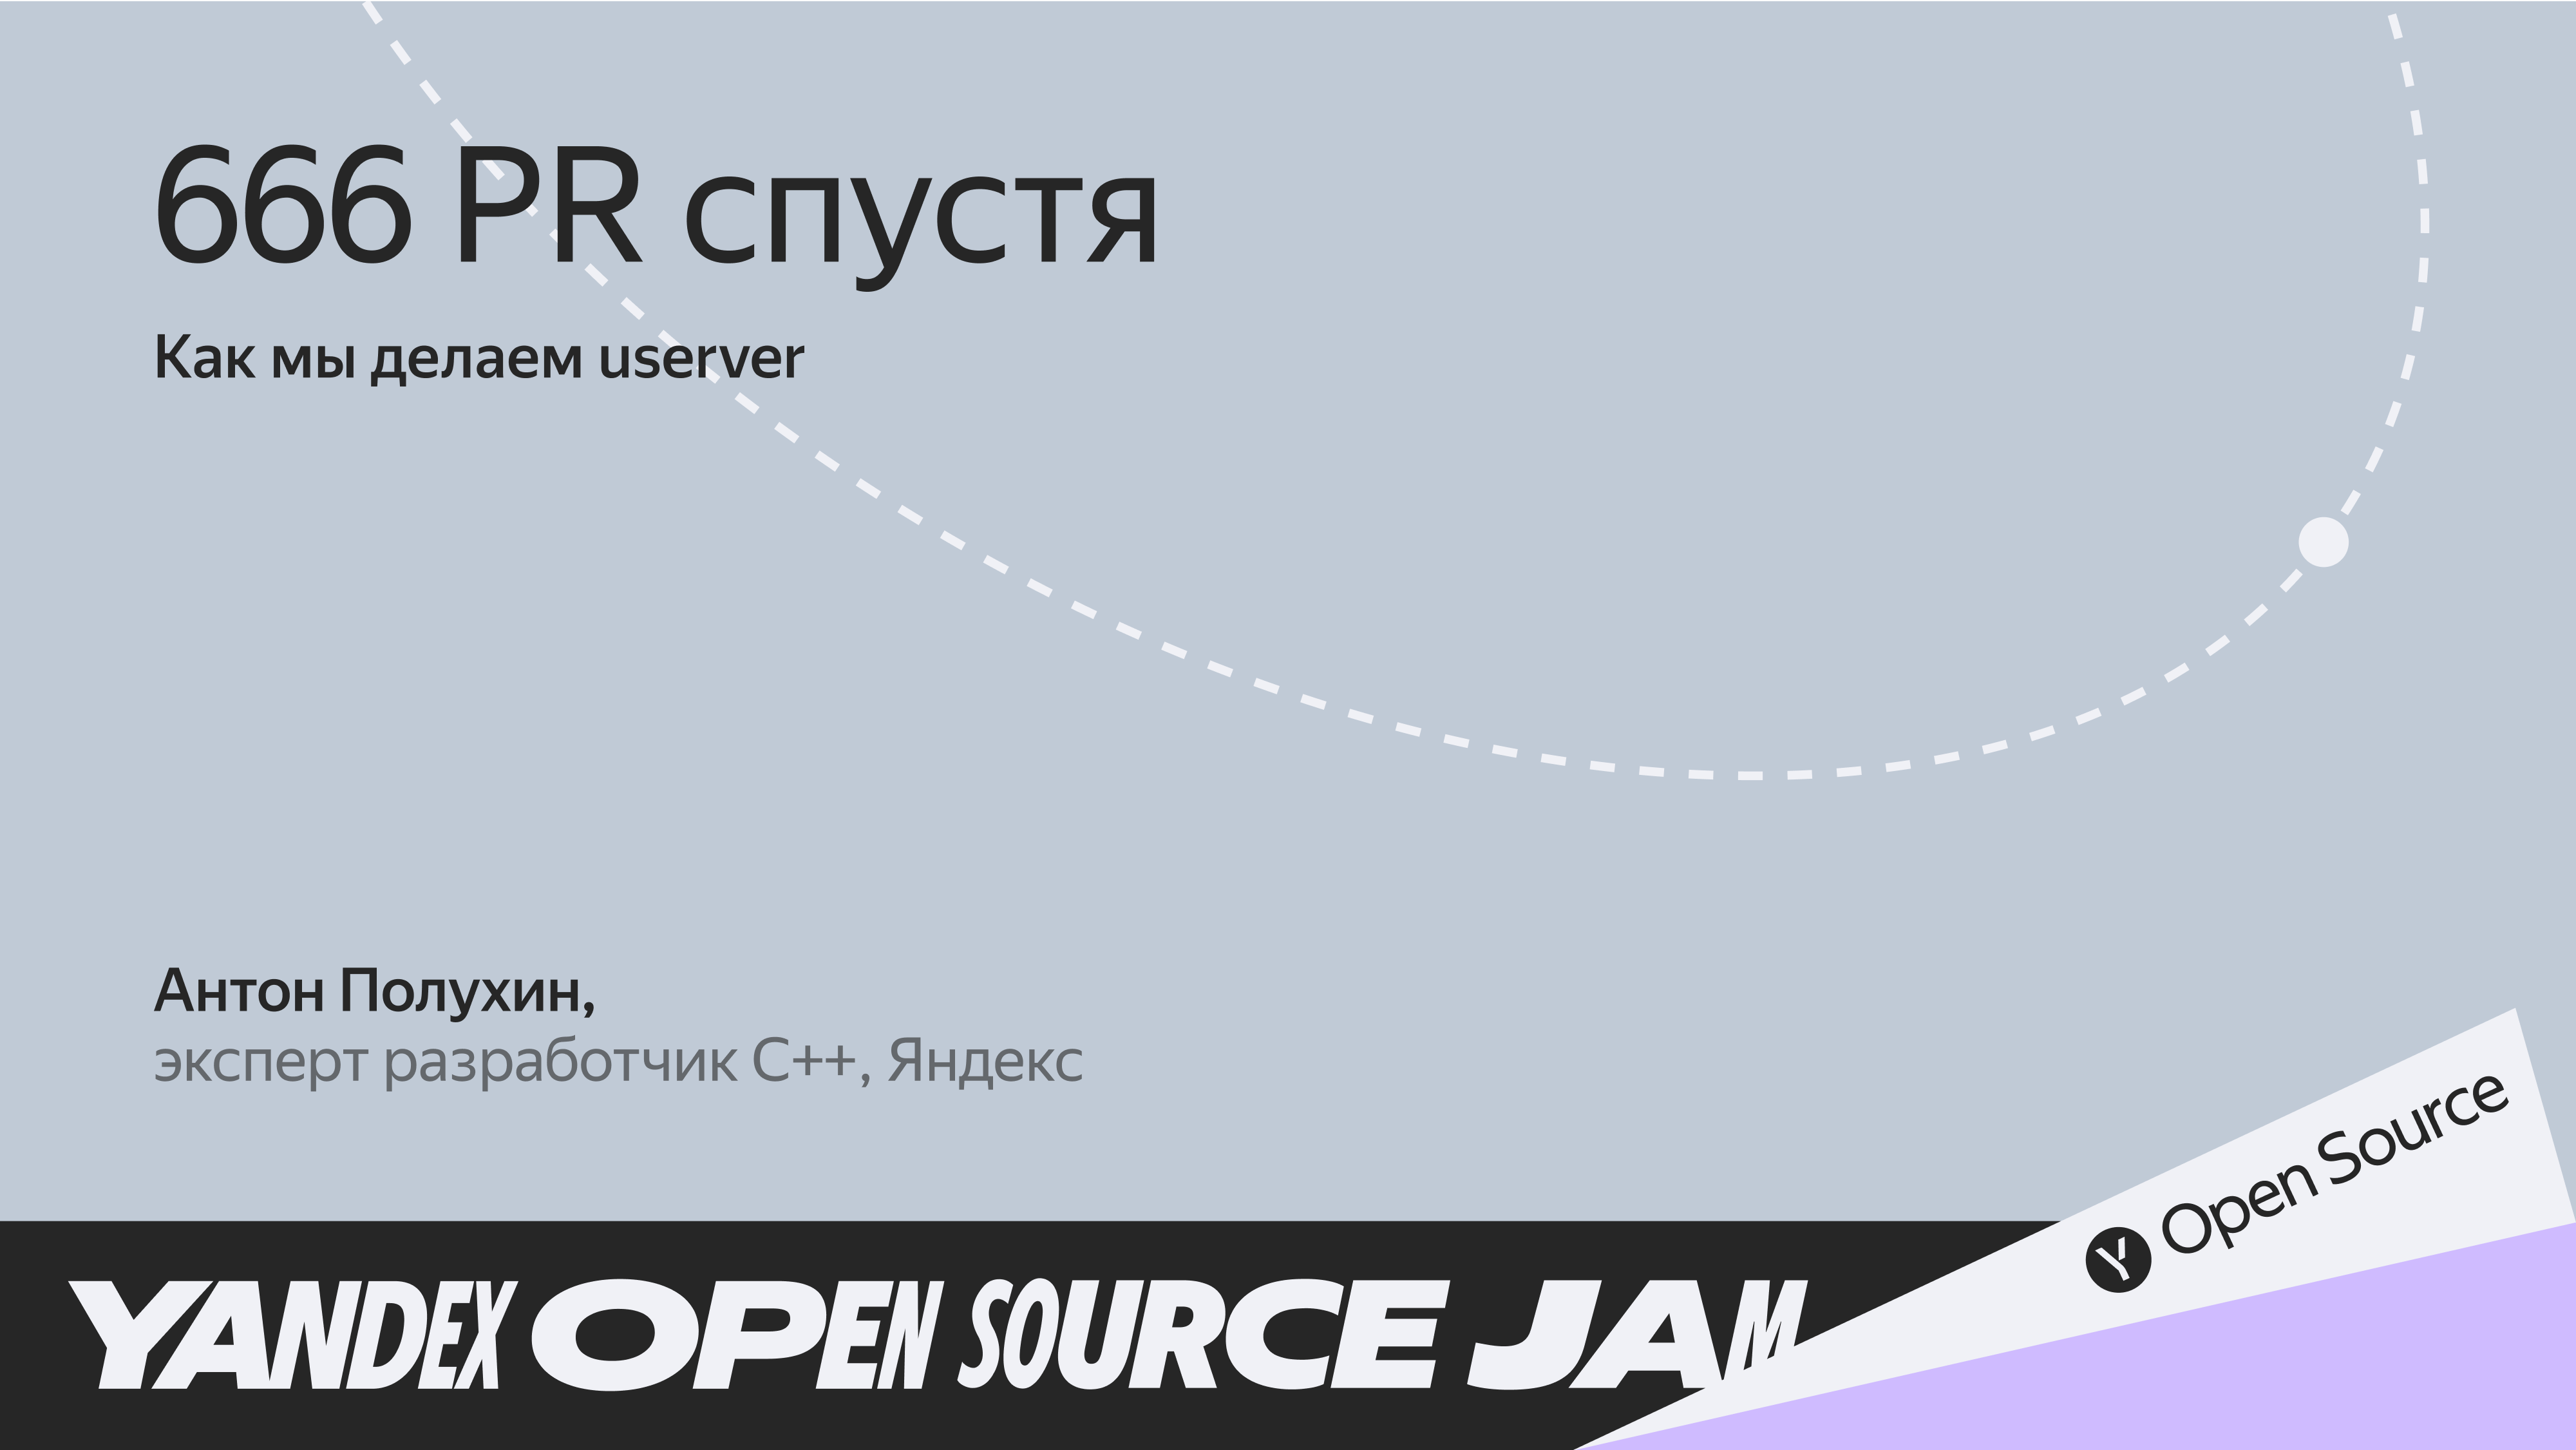 666 PR спустя
Как мы делаем userver
Антон Полухин,
эксперт разработчик C++, Яндекс
Open Source
YANDEX OPEN SOURCE JAM